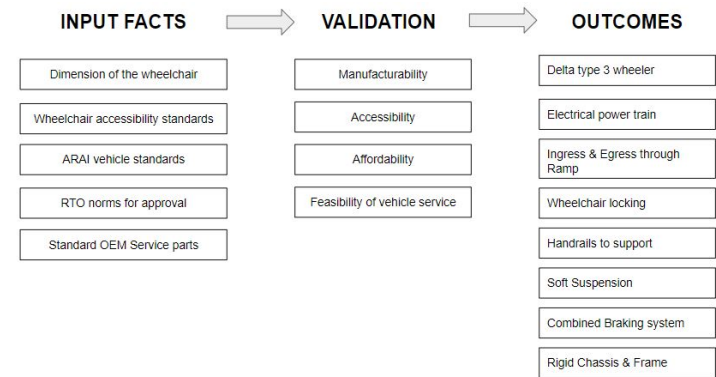 INPUT FACTS
VALIDATION
OUTCOMES
Dimension of the wheelchair
Wheelchair accessibility standards
ARAI vehicle standards
RTO norms for approval
Standard OEM Service parts
Manufacturability
Accessibility
Affordability
Feasibility of vehicle service
Delta type 3 wheeler
Electrical power train
Ingress & Egress through
Ramp
Wheelchair locking
Handrails to support
Soft Suspension
Combined Braking system
Rigid Chassis & Frame